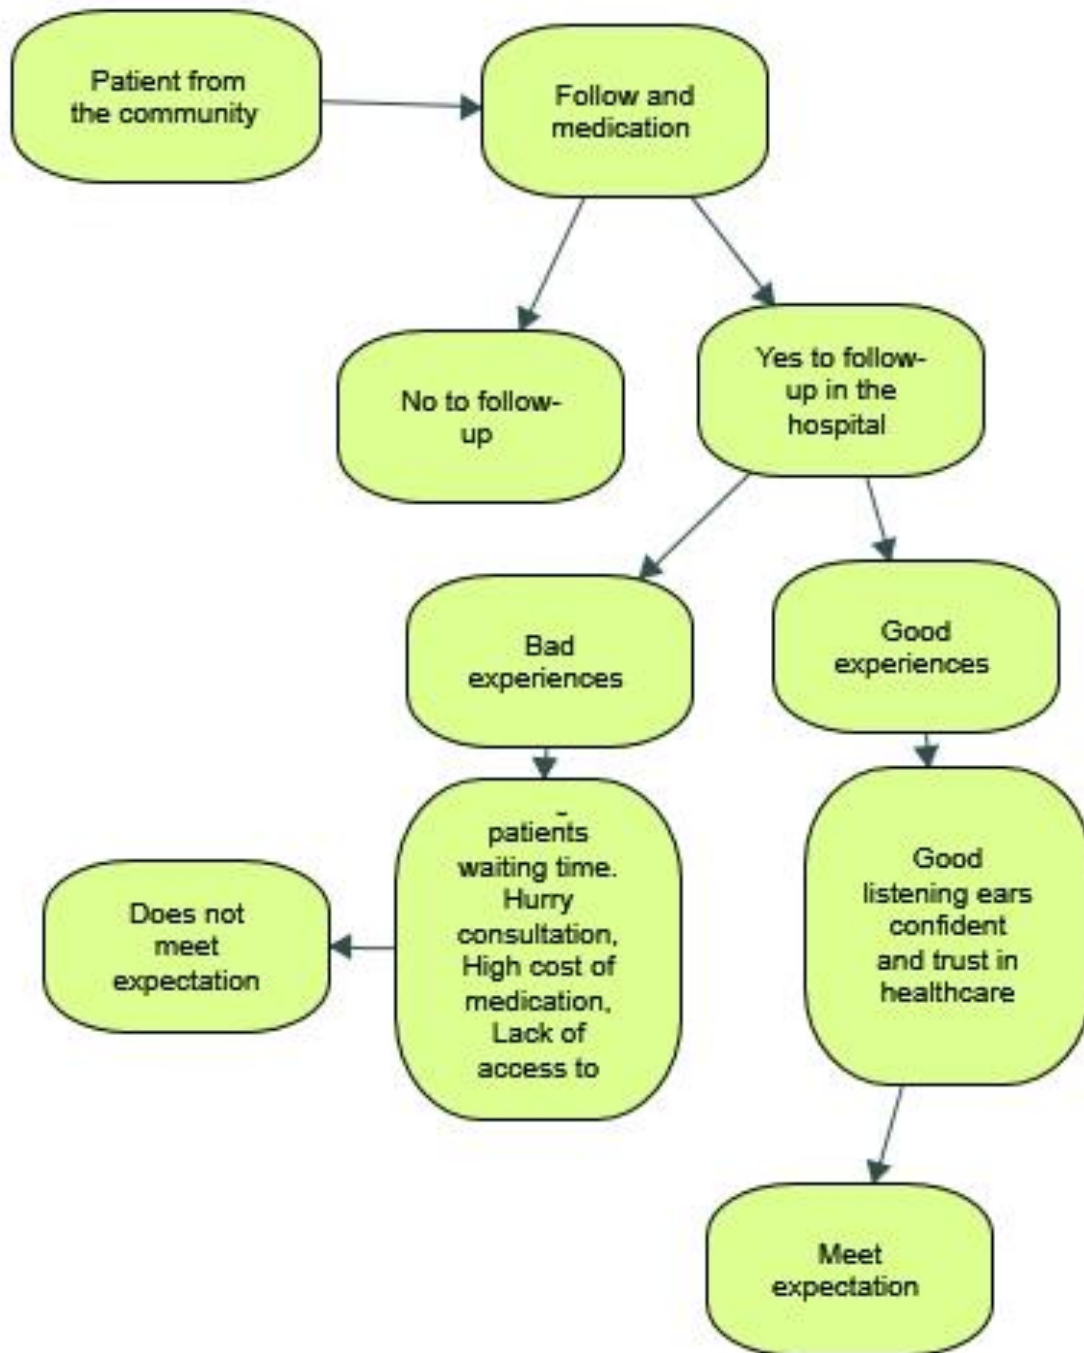 Patient from
the community
Follow and
medication
No to follow-
up
Yes to follow-
up in the
hospital
Bad
experiences
Good
experiences
patients
waiting time.
Hurry
consultation,
High cost of
medication,
Lack of
access to
Does not
meet
expectation
Good
listening ears
confident
and trust in
healthcare
Meet
expectation